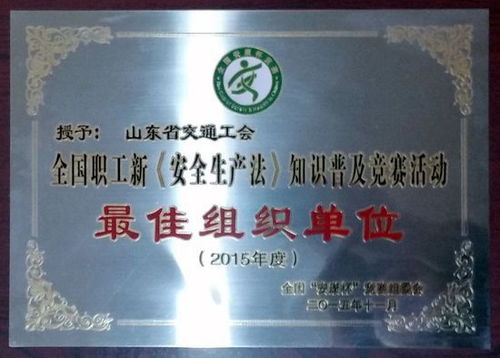 授予： 山东省交通工会
全国职工新《安全生产法》知识普及竞赛活动
最佳组织单位
（2015年度）
全国“安康杯”竞赛组委会
二〇一五年十一月